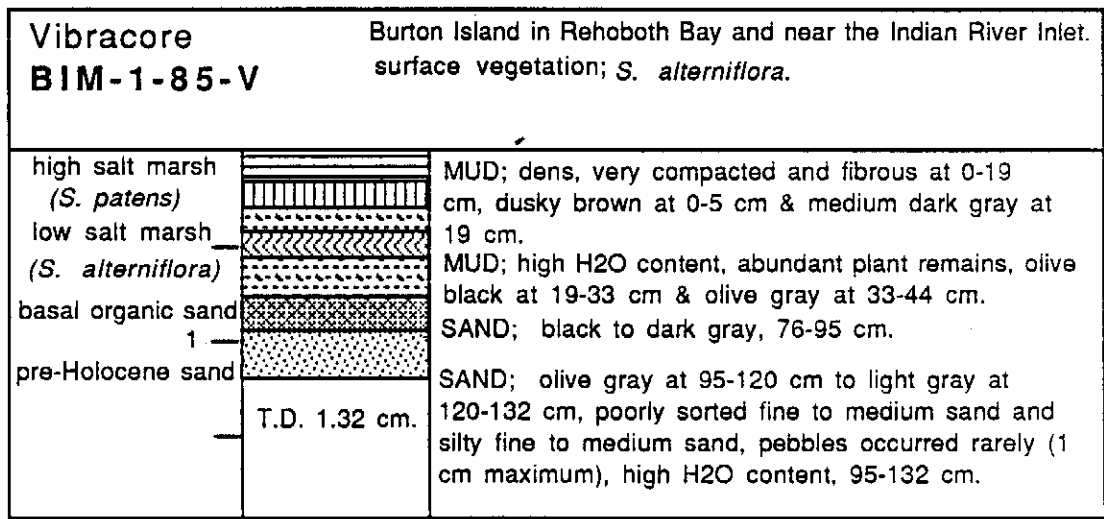 Vibracore
BIM-1-85-V
Burton Island in Rehoboth Bay and near the Indian River Inlet.
surface vegetation; S. alterniflora.
high salt marsh
(S. patens)
low salt marsh
(S. alterniflora)
basal organic sand
1
pre-Holocene sand
T.D. 1.32 cm.
MUD; dens, very compacted and fibrous at 0-19
cm, dusky brown at 0-5 cm & medium dark gray at
19 cm.
MUD; high H2O content, abundant plant remains, olive
black at 19-33 cm & olive gray at 33-44 cm.
SAND; black to dark gray, 76-95 cm.
SAND; olive gray at 95-120 cm to light gray at
120-132 cm, poorly sorted fine to medium sand and
silty fine to medium sand, pebbles occurred rarely (1
cm maximum), high H2O content, 95-132 cm.